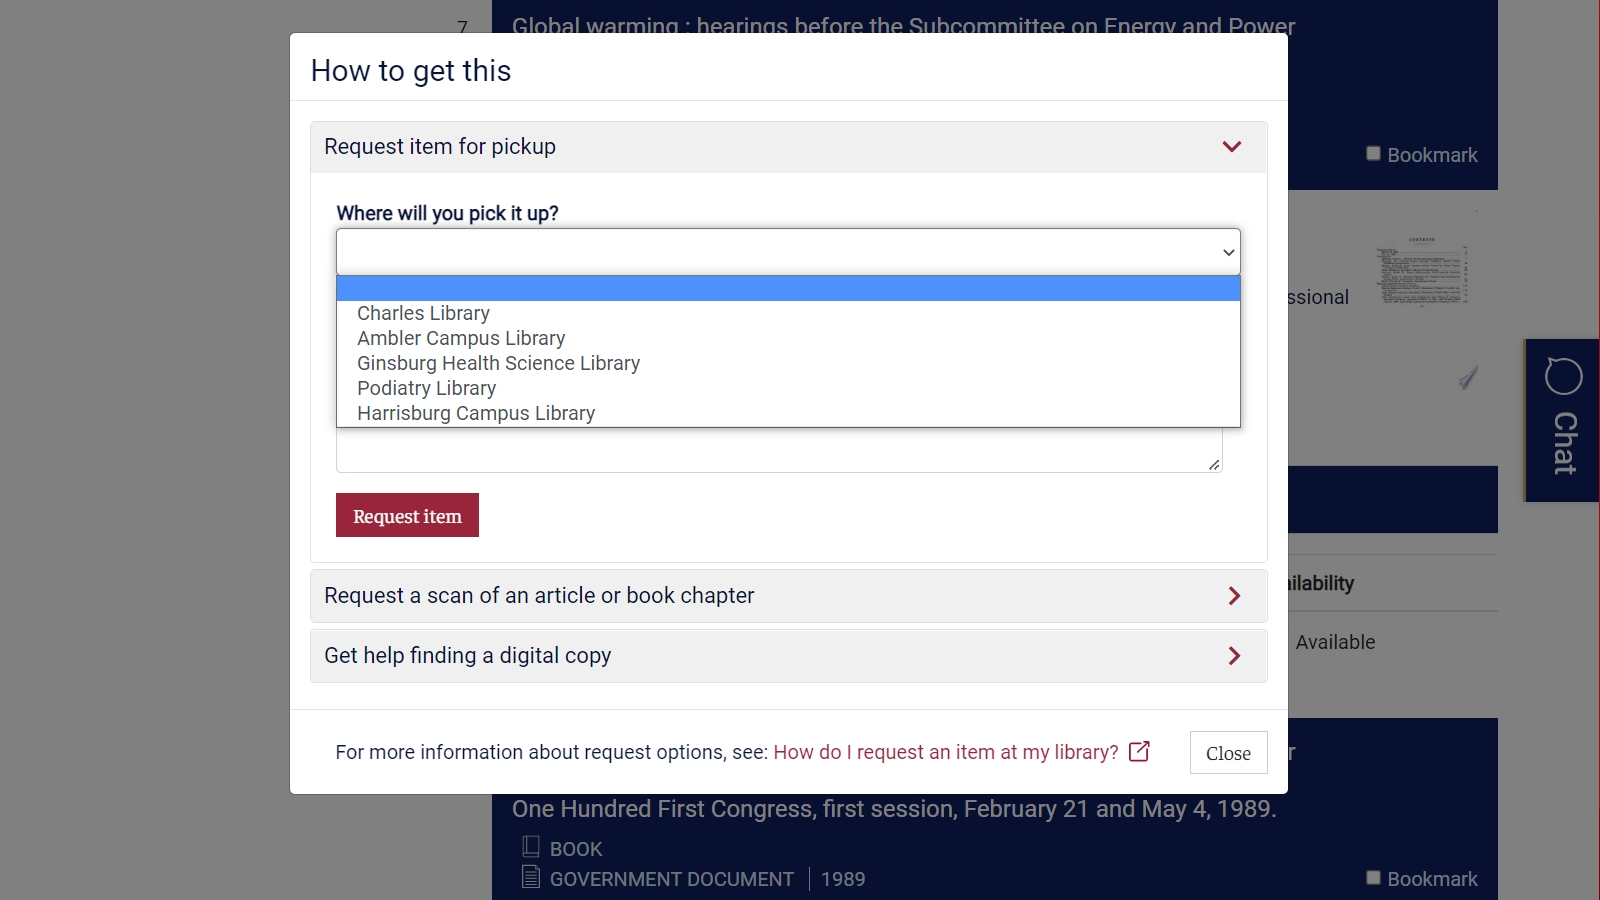 7
Global warming : hearings before the Subcommittee on Energy and Power
How to get this
Request item for pickup
Bookmark
Where will you pick it up?
Charles Library
Ambler Campus Library
Ginsburg Health Science Library
Podiatry Library
Harrisburg Campus Library
ssional
CONTENTS
Chat
Request item
Request a scan of an article or book chapter
ilability
Get help finding a digital copy
Available
For more information about request options, see: How do I request an item at my library?
Close
r
One Hundred First Congress, first session, February 21 and May 4, 1989.
BOOK
GOVERNMENT DOCUMENT | 1989
Bookmark